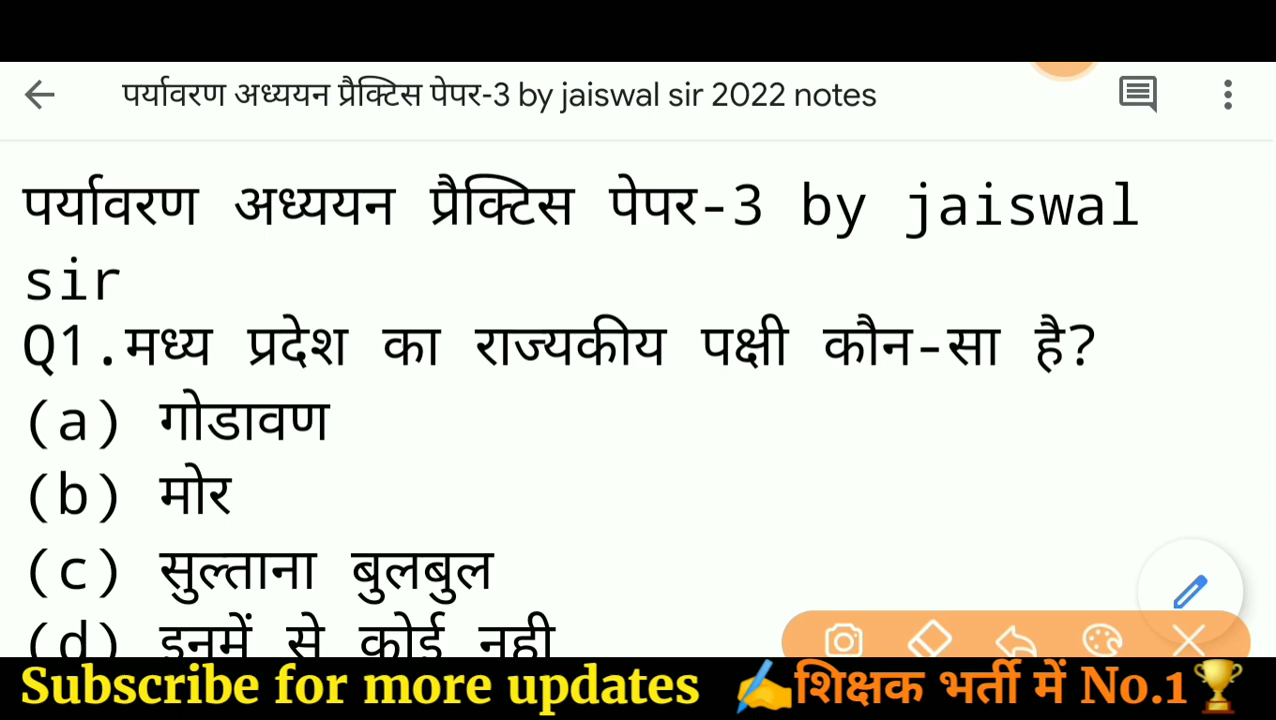 पर्यावरण अध्ययन प्रैक्टिस पेपर-3 by jaiswal sir 2022 notes
पर्यावरण अध्ययन प्रैक्टिस पेपर-3 by jaiswal
sir
Q1.मध्य प्रदेश का राज्यकीय पक्षी कौन-सा है?
(a) गोडावण
(b) मोर
(c) सुल्ताना बुलबुल
(d) इनमें से कोई नही
Subscribe for more updates ✍️शिक्षक भर्ती में No.1🏆